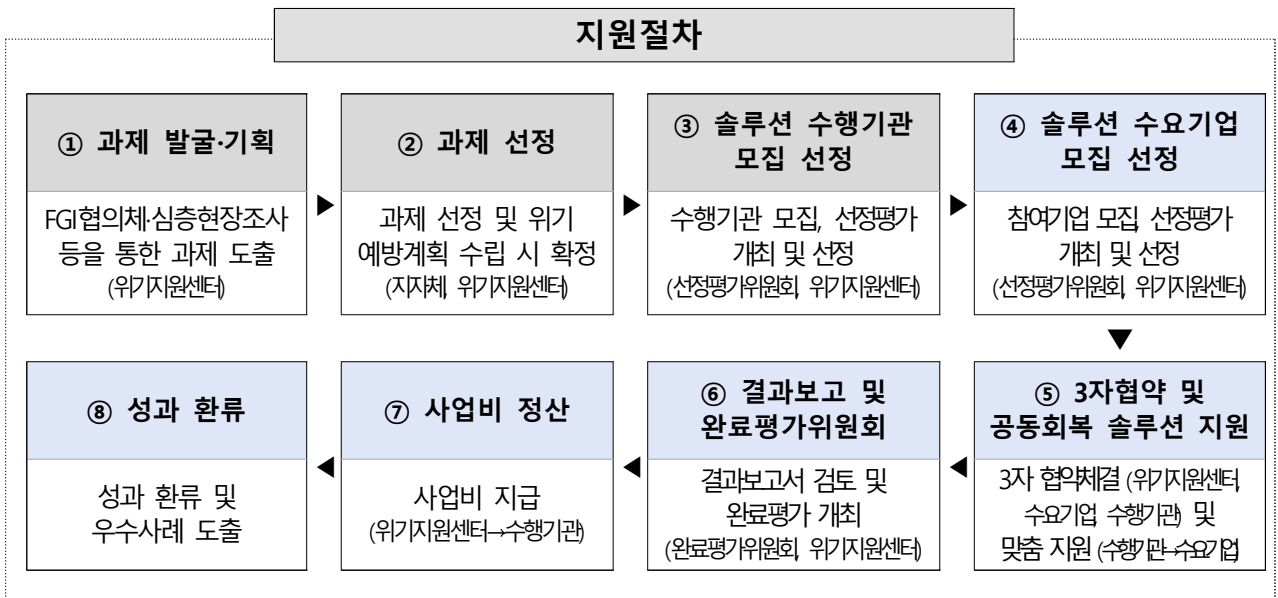 지원절차
① 과제 발굴·기획
FGI협의체·심층현장조사
등을 통한 과제 도출
(위기지원센터)
▶
② 과제 선정
과제 선정 및 위기
예방계획 수립 시 확정
(지자체, 위기지원센터)
▶
③ 솔루션 수행기관
모집 선정
수행기관 모집, 선정평가
개최 및 선정
(선정평가위원회, 위기지원센터)
▶
④ 솔루션 수요기업
모집 선정
참여기업 모집, 선정평가
개최 및 선정
(선정평가위원회, 위기지원센터)
▼
⑤ 3자협약 및
공동회복 솔루션 지원
3자 협약체결 (위기지원센터,
수요기업, 수행기관) 및
맞춤 지원 (수행기관→수요기업)
◀
⑥ 결과보고 및
완료평가위원회
결과보고서 검토 및
완료평가 개최
(완료평가위원회, 위기지원센터)
◀
⑦ 사업비 정산
사업비 지급
(위기지원센터→수행기관)
◀
⑧ 성과 환류
성과 환류 및
우수사례 도출